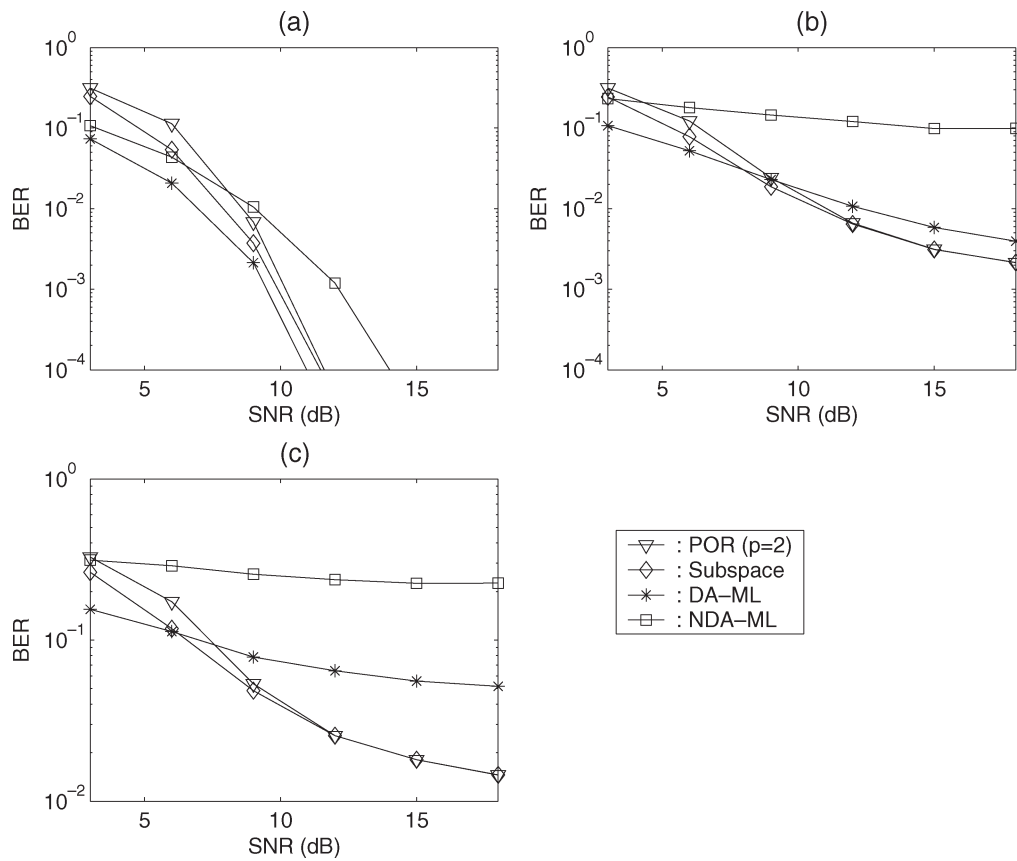 (a)
10^0
10^-1
10^-2
10^-3
10^-4
BER
5 10 15
SNR (dB)
(b)
10^0
10^-1
10^-2
10^-3
10^-4
BER
5 10 15
SNR (dB)
(c)
10^0
10^-1
10^-2
BER
5 10 15
SNR (dB)
: POR (p=2)
: Subspace
: DA–ML
: NDA–ML